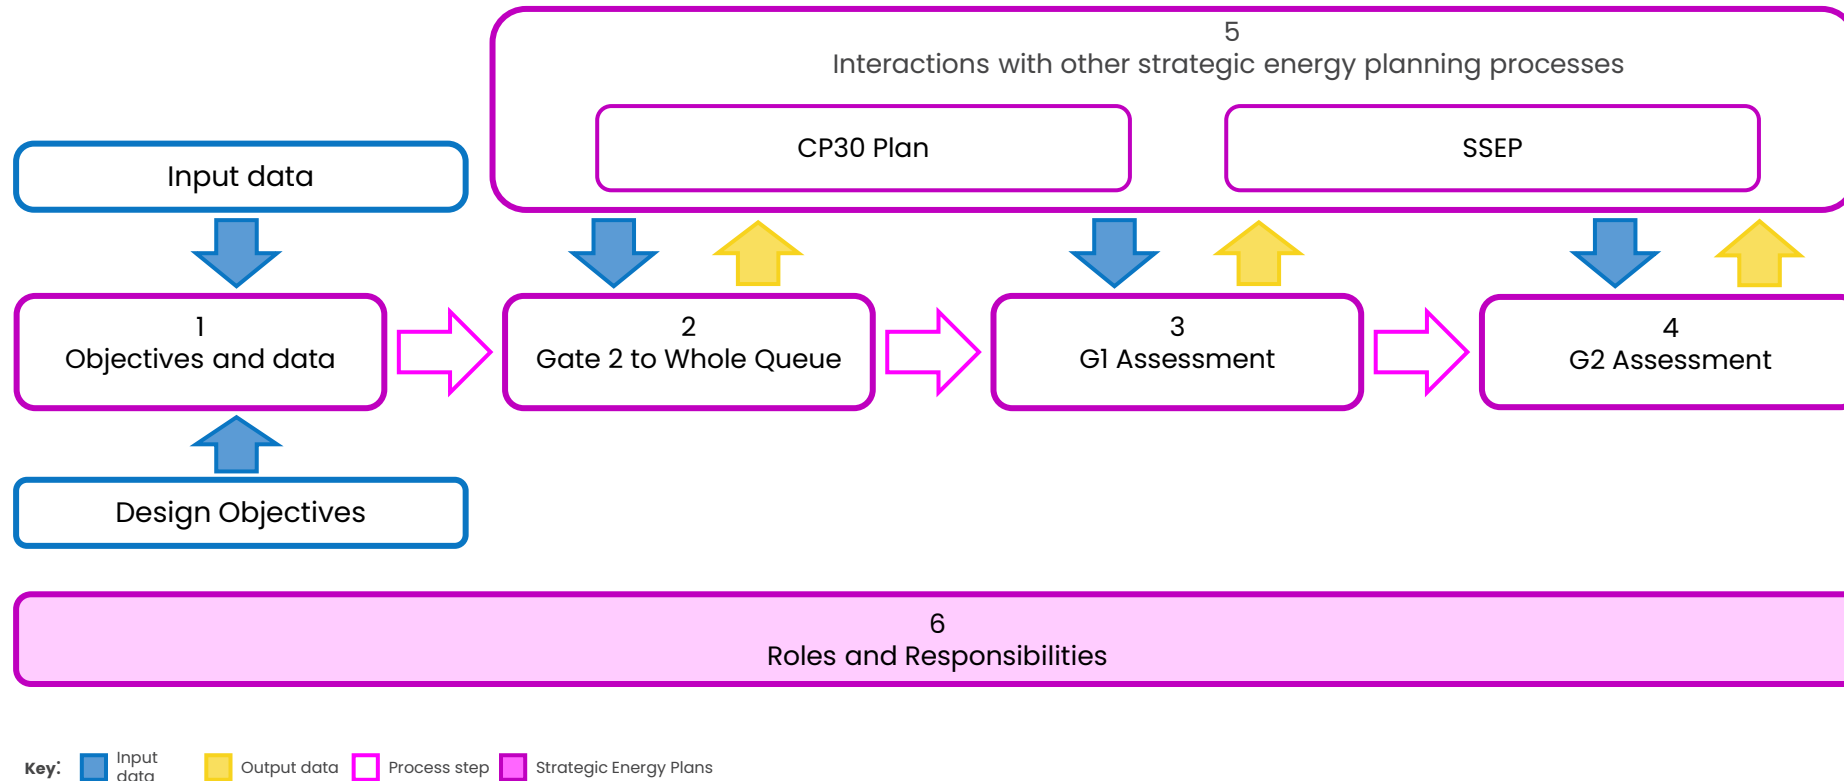 5
Interactions with other strategic energy planning processes
CP30 Plan
SSEP
Input data
1
Objectives and data
2
Gate 2 to Whole Queue
3
G1 Assessment
4
G2 Assessment
Design Objectives
6
Roles and Responsibilities
Key:
Input
data
Output data
Process step
Strategic Energy Plans